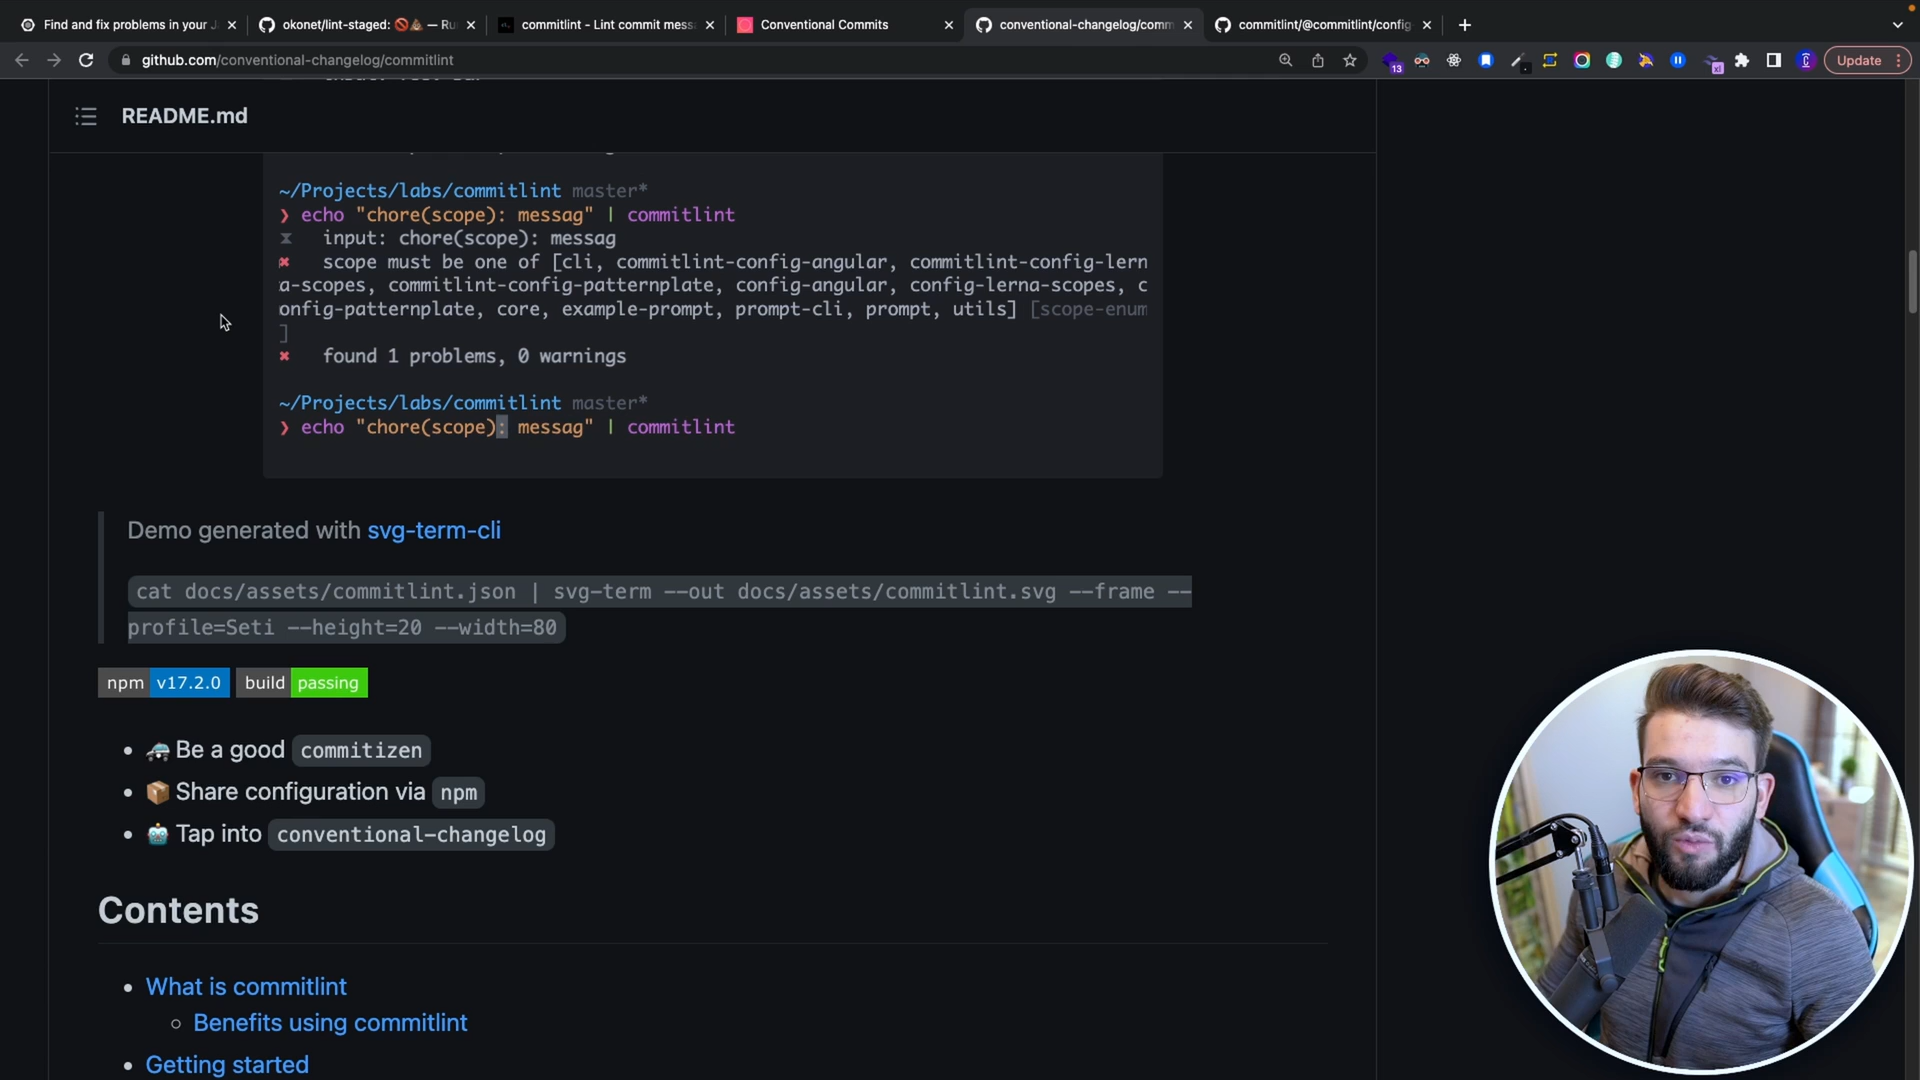 Find and fix problems in your J
okonet/lint-staged: 🚫💩 — Ru
commitlint - Lint commit mess
Conventional Commits
conventional-changelog/comm
commitlint/@commitlint/config
github.com/conventional-changelog/commitlint
13
Update
README.md
~/Projects/labs/commitlint master*
❯ echo "chore(scope): messag" | commitlint
⧗ input: chore(scope): messag
✖ scope must be one of [cli, commitlint-config-angular, commitlint-config-lern
a-scopes, commitlint-config-patternplate, config-angular, config-lerna-scopes, c
onfig-patternplate, core, example-prompt, prompt-cli, prompt, utils] [scope-enum
]
✖ found 1 problems, 0 warnings
~/Projects/labs/commitlint master*
❯ echo "chore(scope): messag" | commitlint
Demo generated with svg-term-cli
cat docs/assets/commitlint.json | svg-term --out docs/assets/commitlint.svg --frame --
profile=Seti --height=20 --width=80
npm v17.2.0 build passing
• 🚓 Be a good commitizen
• 📦 Share configuration via npm
• 🤖 Tap into conventional-changelog
Contents
• What is commitlint
◦ Benefits using commitlint
• Getting started